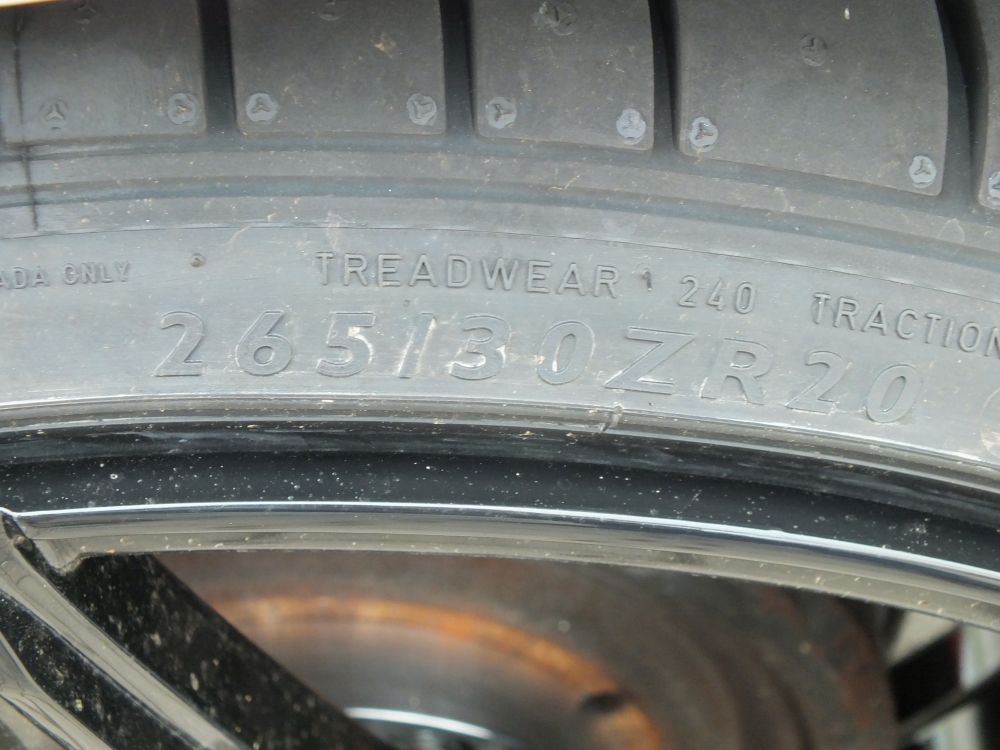 ADA ONLY TREADWEAR 240 TRACTION
265/30ZR20